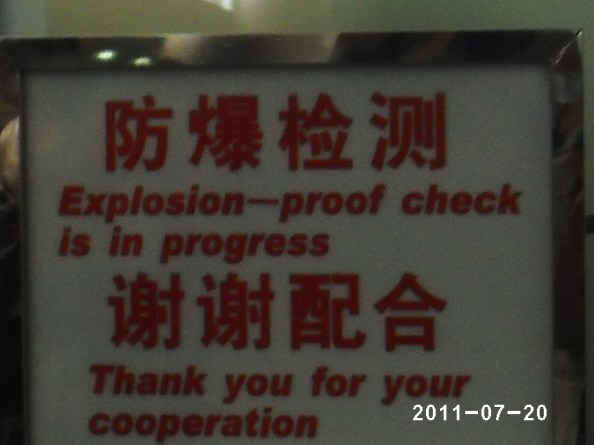 防爆检测
Explosion—proof check
is in progress
谢谢配合
Thank you for your
cooperation
2011-07-20